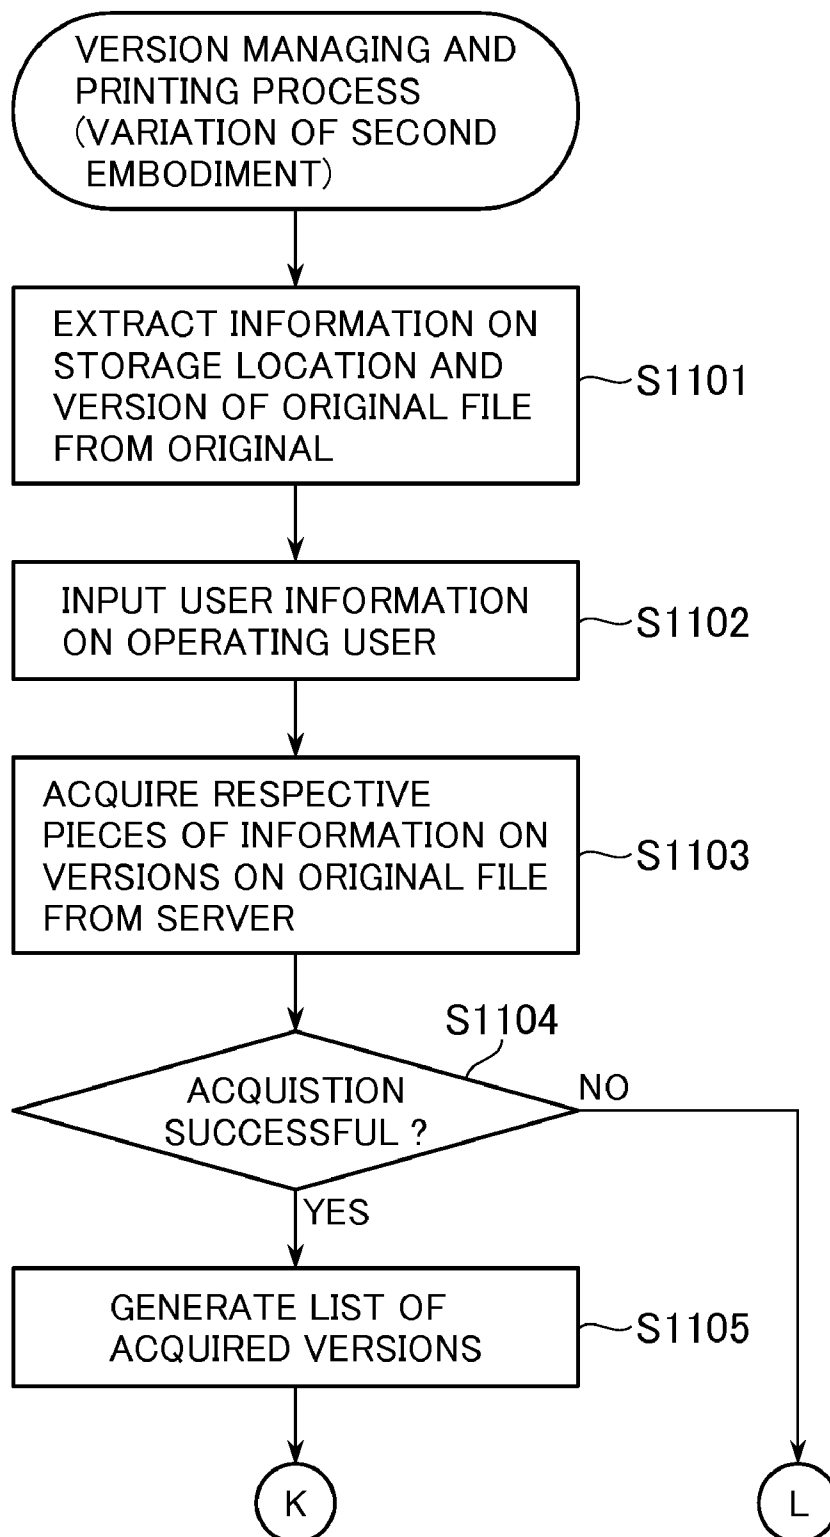 VERSION MANAGING AND
PRINTING PROCESS
(VARIATION OF SECOND
EMBODIMENT)
EXTRACT INFORMATION ON
STORAGE LOCATION AND
VERSION OF ORIGINAL FILE
FROM ORIGINAL
S1101
INPUT USER INFORMATION
ON OPERATING USER
S1102
ACQUIRE RESPECTIVE
PIECES OF INFORMATION ON
VERSIONS ON ORIGINAL FILE
FROM SERVER
S1103
S1104
ACQUISTION
SUCCESSFUL ?
NO
YES
GENERATE LIST OF
ACQUIRED VERSIONS
S1105
K
L